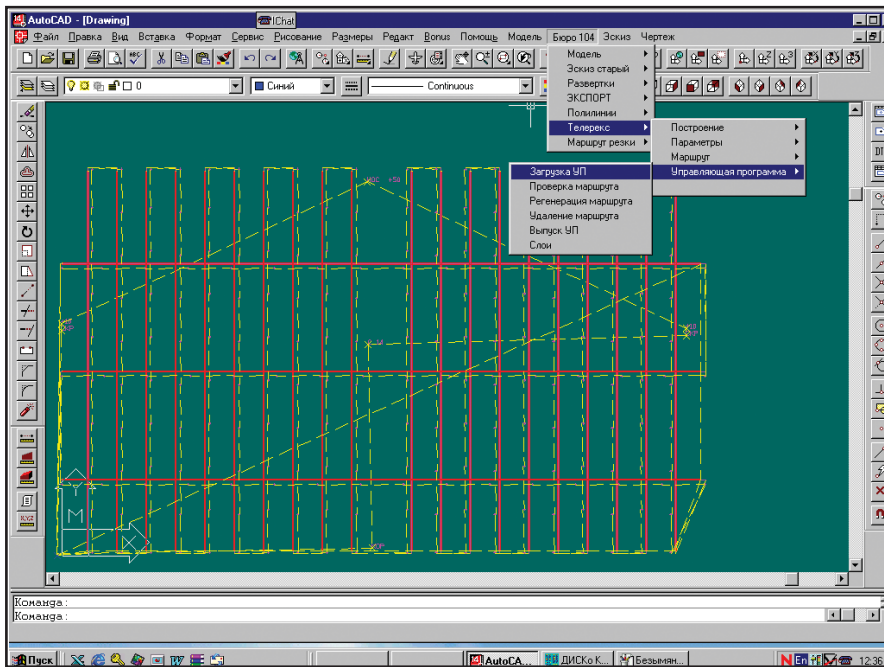 AutoCAD - [Drawing]
IChat
Файл Правка Вид Вставка Формат Сервис Рисование Размеры Редакт Bonus Помощь Модель Бюро 104 Эскиз Чертеж
0 Синий Continuous
Модель
Эскиз старый
Развертки
ЭКСПОРТ
Полилинии
Телерекс
Маршрут резки
Построение
Параметры
Маршрут
Управляющая программа
Загрузка УП
Проверка маршрута
Регенерация маршрута
Удаление маршрута
Выпуск УП
Слои
Y
M
X
Команда:
Команда:
Пуск AutoCA... ДИСКо К... Безымян... En 12:36